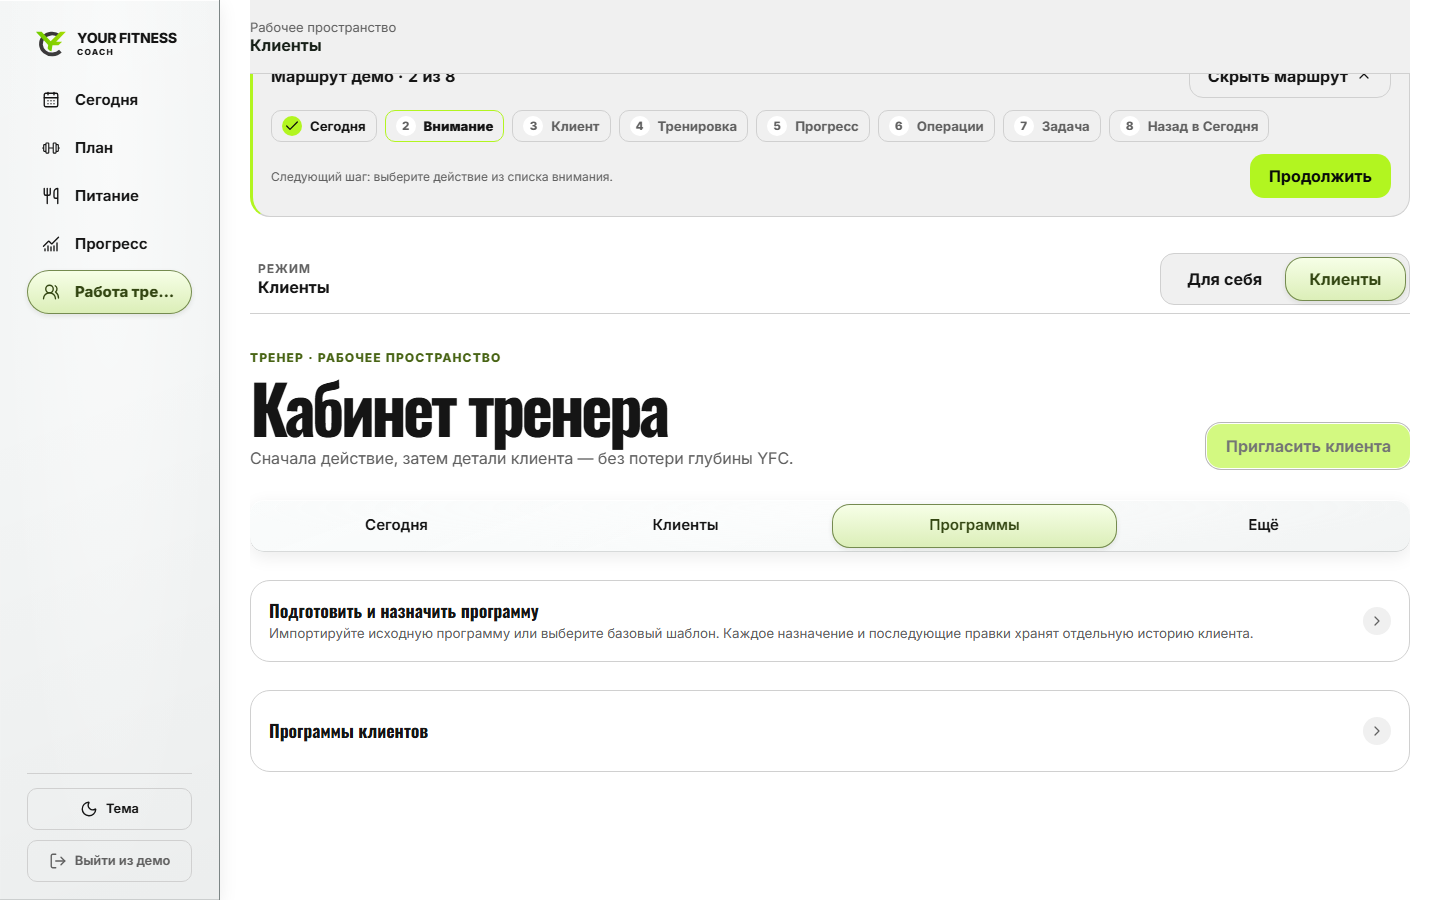 YOUR FITNESS
COACH
Сегодня
План
Питание
Прогресс
Работа тре...
Тема
Выйти из демо
Рабочее пространство
Клиенты
Маршрут демо · 2 из 8
Скрыть маршрут
Сегодня
2 Внимание
3 Клиент
4 Тренировка
5 Прогресс
6 Операции
7 Задача
8 Назад в Сегодня
Следующий шаг: выберите действие из списка внимания.
Продолжить
РЕЖИМ
Клиенты
Для себя
Клиенты
ТРЕНЕР · РАБОЧЕЕ ПРОСТРАНСТВО
Кабинет тренера
Сначала действие, затем детали клиента — без потери глубины YFC.
Пригласить клиента
Сегодня
Клиенты
Программы
Ещё
Подготовить и назначить программу
Импортируйте исходную программу или выберите базовый шаблон. Каждое назначение и последующие правки хранят отдельную историю клиента.
Программы клиентов